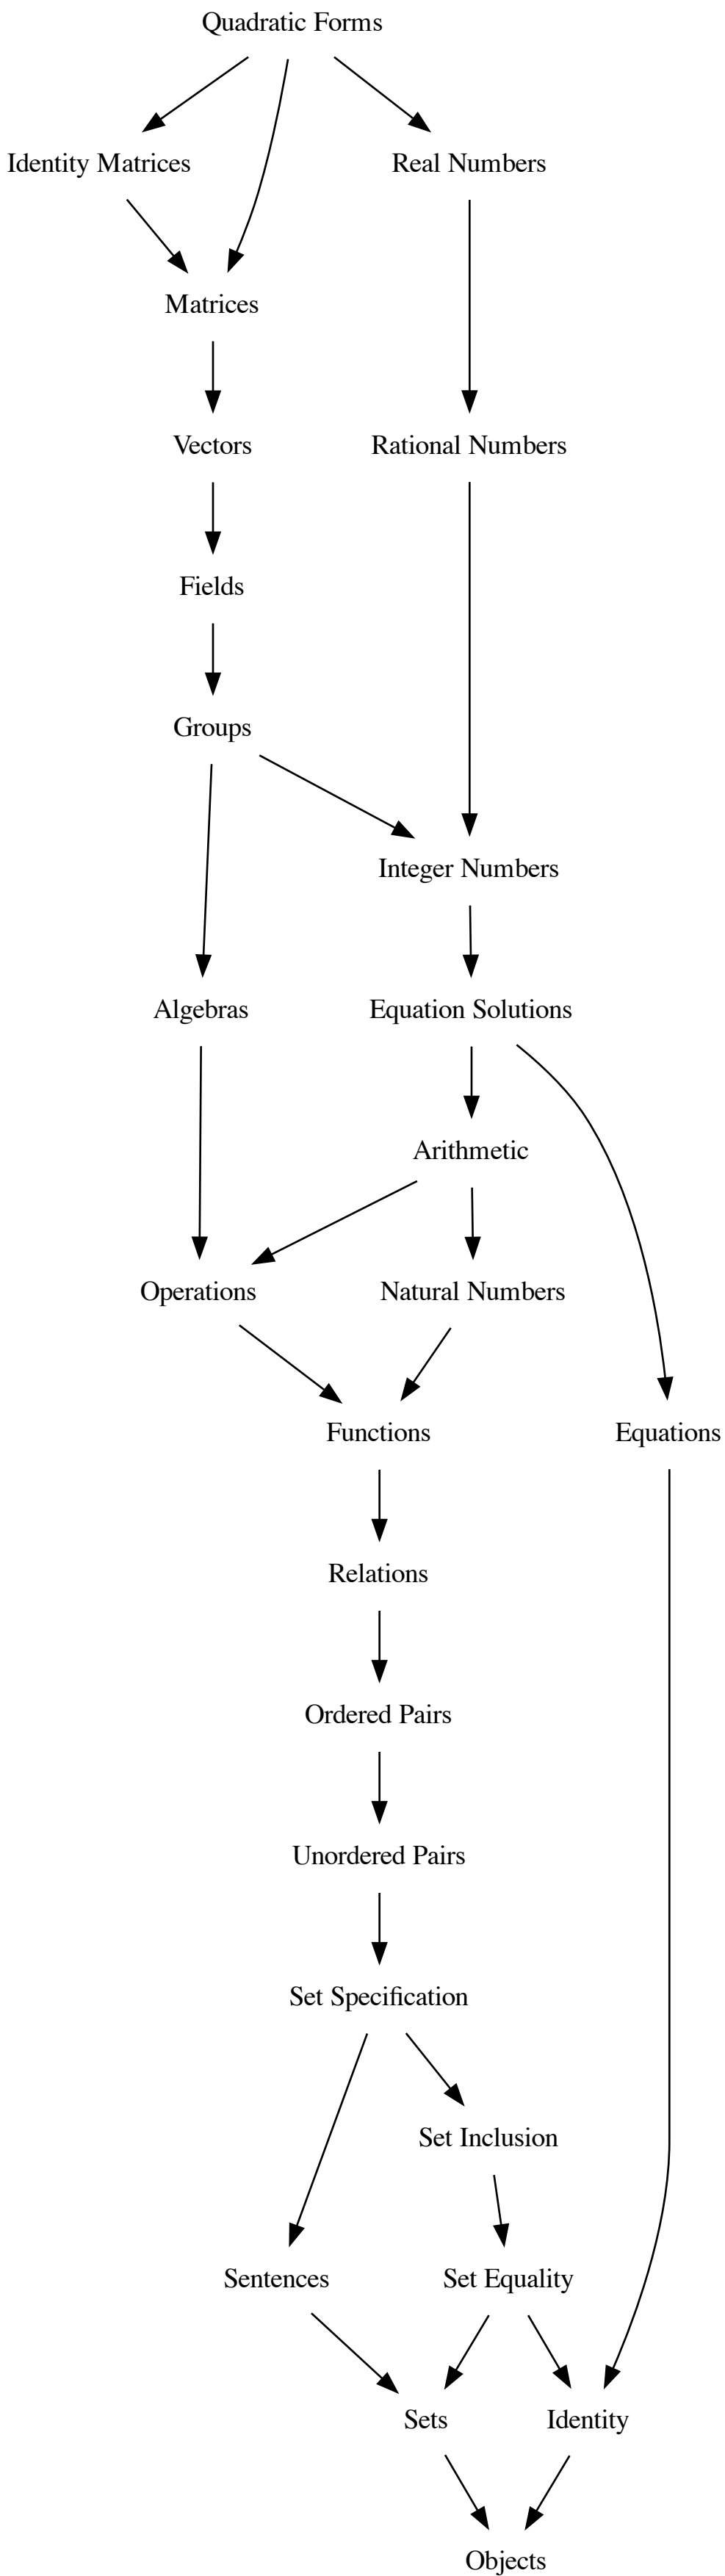 Quadratic Forms
Identity Matrices
Real Numbers
Matrices
Vectors
Rational Numbers
Fields
Groups
Integer Numbers
Algebras
Equation Solutions
Arithmetic
Operations
Natural Numbers
Functions
Equations
Relations
Ordered Pairs
Unordered Pairs
Set Specification
Set Inclusion
Sentences
Set Equality
Sets
Identity
Objects